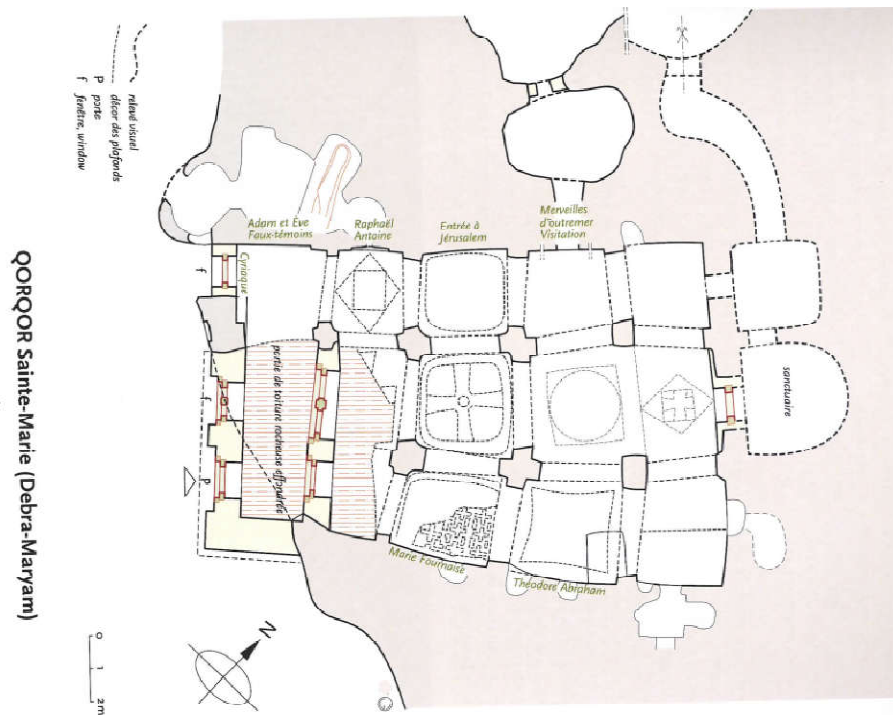 QORQOR Sainte-Marie (Debra-Maryam)
relevé visuel
décor des plafonds
P porte
f fenêtre, window
Adam et Ève
Faux-témoins
Raphaël
Antoine
Entrée à
Jérusalem
Merveilles
d'outremer
Visitation
Cyriaque
f
f
P
partie de toiture rocheuse effondrée
sanctuaire
Marie Fournaise
Théodore Abraham
N
0 1 2m